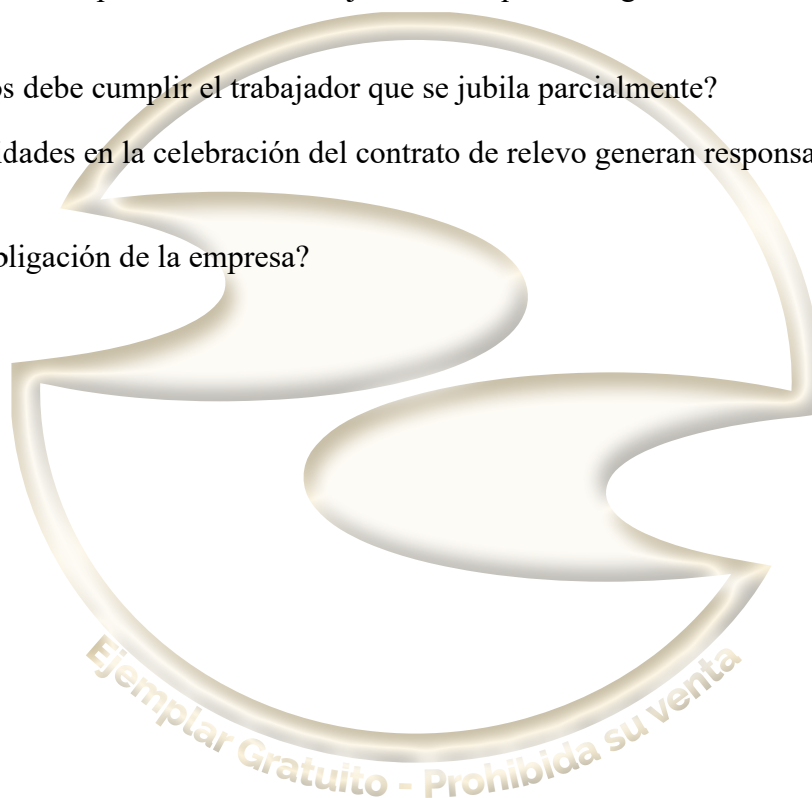 os debe cumplir el trabajador que se jubila parcialmente?
dades en la celebración del contrato de relevo generan responsa
bligación de la empresa?
Ejemplar Gratuito - Prohibida su venta